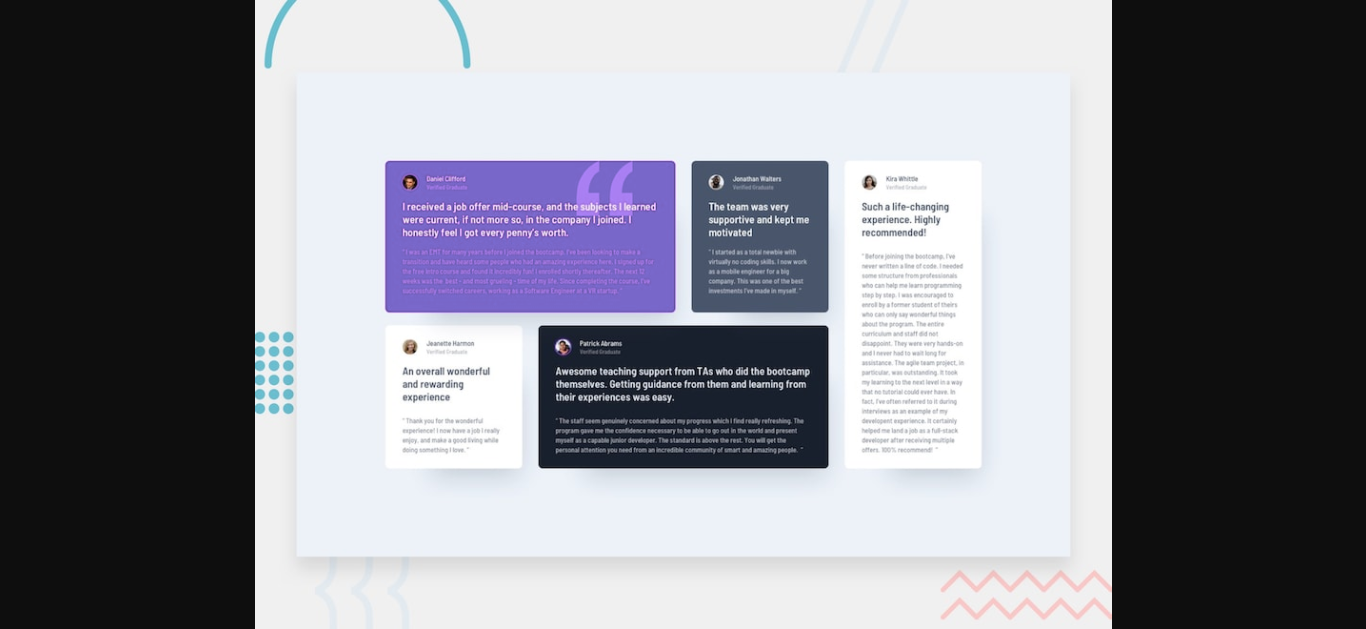 Daniel Clifford
Verified Graduate
I received a job offer mid-course, and the subjects I learned
were current, if not more so, in the company I joined. I
honestly feel I got every penny's worth.
" I was an EMT for many years before I joined the bootcamp. I've been looking to make a
transition and have heard some people who had an amazing experience here. I signed up for
the free intro course and found it incredibly fun! I enrolled shortly thereafter. The next 12
weeks was the best - and most grueling - time of my life. Since completing the course, I've
successfully switched careers, working as a Software Engineer at a VR startup. "
Jonathan Walters
Verified Graduate
The team was very
supportive and kept me
motivated
" I started as a total newbie with
virtually no coding skills. I now work
as a mobile engineer for a big
company. This was one of the best
investments I've made in myself. "
Kira Whittle
Verified Graduate
Such a life-changing
experience. Highly
recommended!
" Before joining the bootcamp, I've
never written a line of code. I needed
some structure from professionals
who can help me learn programming
step by step. I was encouraged to
enroll by a former student of theirs
who can only say wonderful things
about the program. The entire
curriculum and staff did not
disappoint. They were very hands-on
and I never had to wait long for
assistance. The agile team project, in
particular, was outstanding. It took
my learning to the next level in a way
that no tutorial could ever have. In
fact, I've often referred to it during
interviews as an example of my
developent experience. It certainly
helped me land a job as a full-stack
developer after receiving multiple
offers. 100% recommend! "
Jeanette Harmon
Verified Graduate
An overall wonderful
and rewarding
experience
" Thank you for the wonderful
experience! I now have a job I really
enjoy, and make a good living while
doing something I love. "
Patrick Abrams
Verified Graduate
Awesome teaching support from TAs who did the bootcamp
themselves. Getting guidance from them and learning from
their experiences was easy.
" The staff seem genuinely concerned about my progress which I find really refreshing. The
program gave me the confidence necessary to be able to go out in the world and present
myself as a capable junior developer. The standard is above the rest. You will get the
personal attention you need from an incredible community of smart and amazing people. "